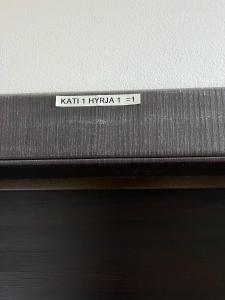 KATI 1 HYRJA 1 =1